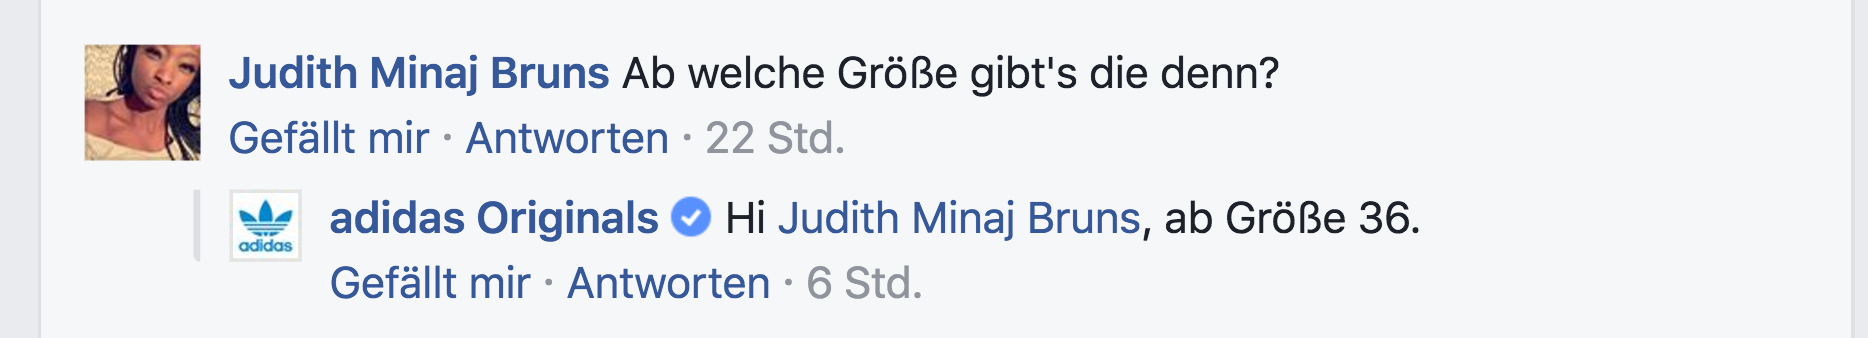 Judith Minaj Bruns Ab welche Größe gibt's die denn?
Gefällt mir · Antworten · 22 Std.
adidas
adidas Originals Hi Judith Minaj Bruns, ab Größe 36.
Gefällt mir · Antworten · 6 Std.